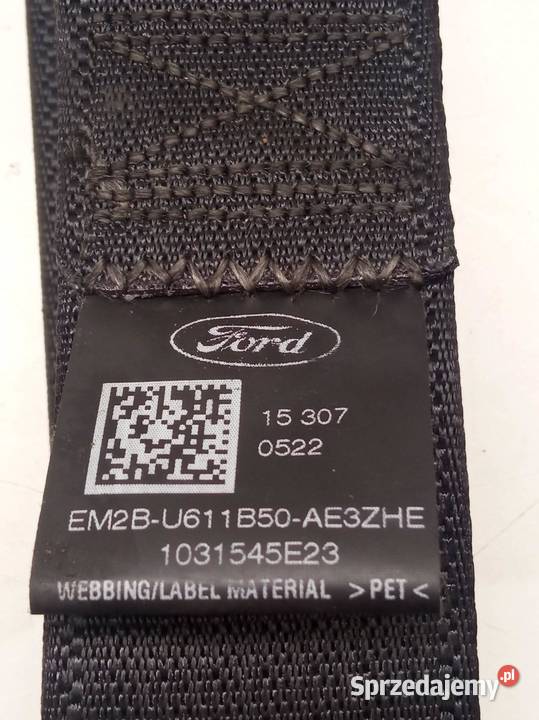 Ford
15 307
0522
EM2B-U611B50-AE3ZHE
1031545E23
WEBBING/LABEL MATERIAL >PET<
Sprzedajemy.pl